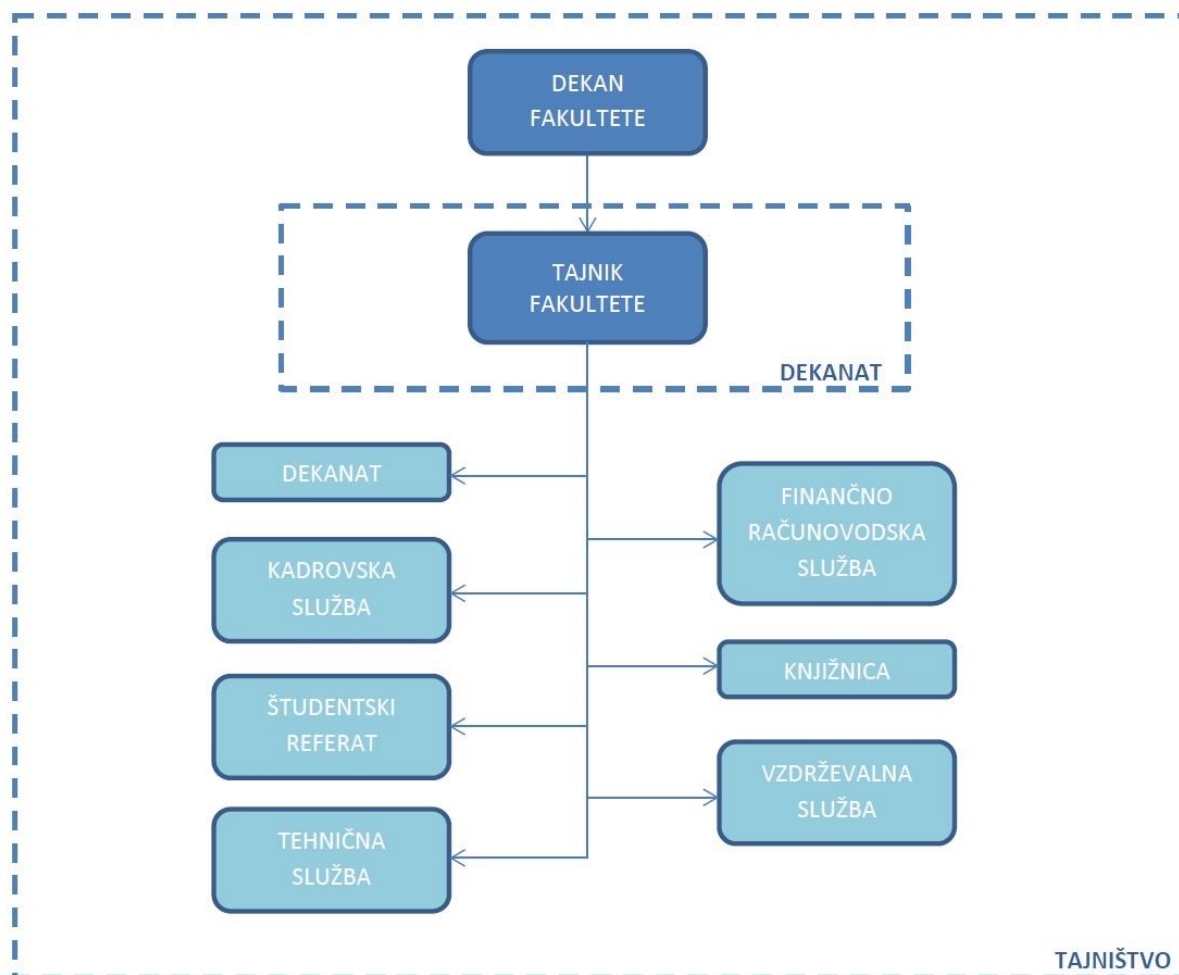 DEKAN
FAKULTETE
TAJNIK
FAKULTETE
DEKANAT
DEKANAT
KADROVSKA
SLUŽBA
ŠTUDENTSKI
REFERAT
TEHNIČNA
SLUŽBA
FINANČNO
RAČUNOVODSKA
SLUŽBA
KNJIŽNICA
VZDRŽEVALNA
SLUŽBA
TAJNIŠTVO